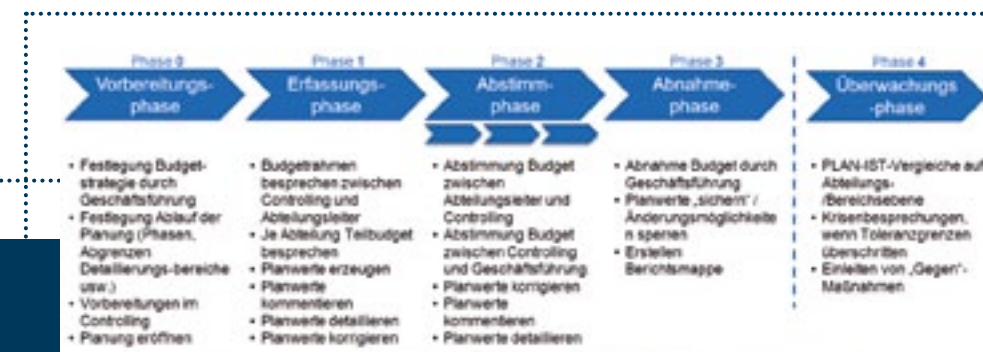 Phase 0
Vorbereitungs-
phase
• Festlegung Budget-
strategie durch
Geschäftsführung
• Festlegung Ablauf der
Planung (Phasen,
Abgrenzen
Detaillierungs-bereiche
usw.)
• Vorbereitungen im
Controlling
• Planung eröffnen
Phase 1
Erfassungs-
phase
• Budgetrahmen
besprechen zwischen
Controlling und
Abteilungsleiter
• Je Abteilung Teilbudget
besprechen
• Planwerte erzeugen
• Planwerte
kommentieren
• Planwerte detaillieren
• Planwerte korrigieren
Phase 2
Abstimm-
phase
• Abstimmung Budget
zwischen
Abteilungsleiter und
Controlling
• Abstimmung Budget
zwischen Controlling
und Geschäftsführung
• Planwerte korrigieren
• Planwerte
kommentieren
• Planwerte detaillieren
Phase 3
Abnahme-
phase
• Abnahme Budget durch
Geschäftsführung
• Planwerte „sichern“ /
Änderungsmöglichkeite
n sperren
• Erstellen
Berichtsmappe
Phase 4
Überwachungs
-phase
• PLAN-IST-Vergleiche auf
Abteilungs-
/Bereichsebene
• Krisenbesprechungen,
wenn Toleranzgrenzen
überschritten
• Einleiten von „Gegen“-
Maßnahmen